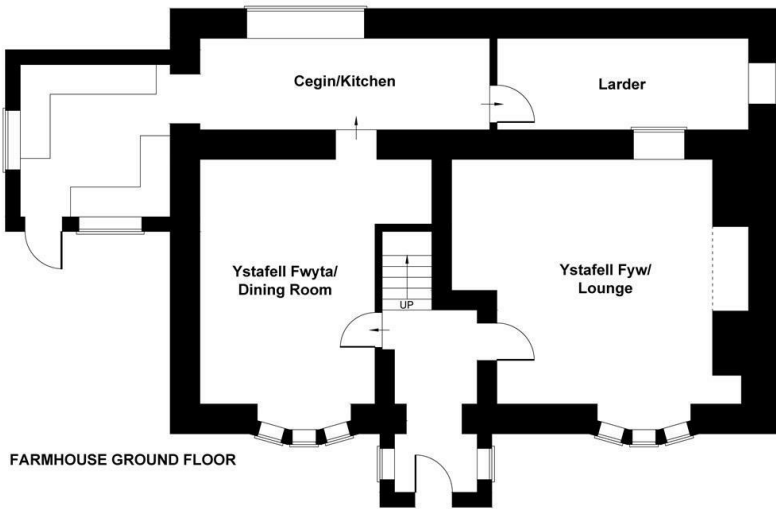 Cegin/Kitchen
Larder
Ystafell Fwyta/
Dining Room
UP
Ystafell Fyw/
Lounge
FARMHOUSE GROUND FLOOR